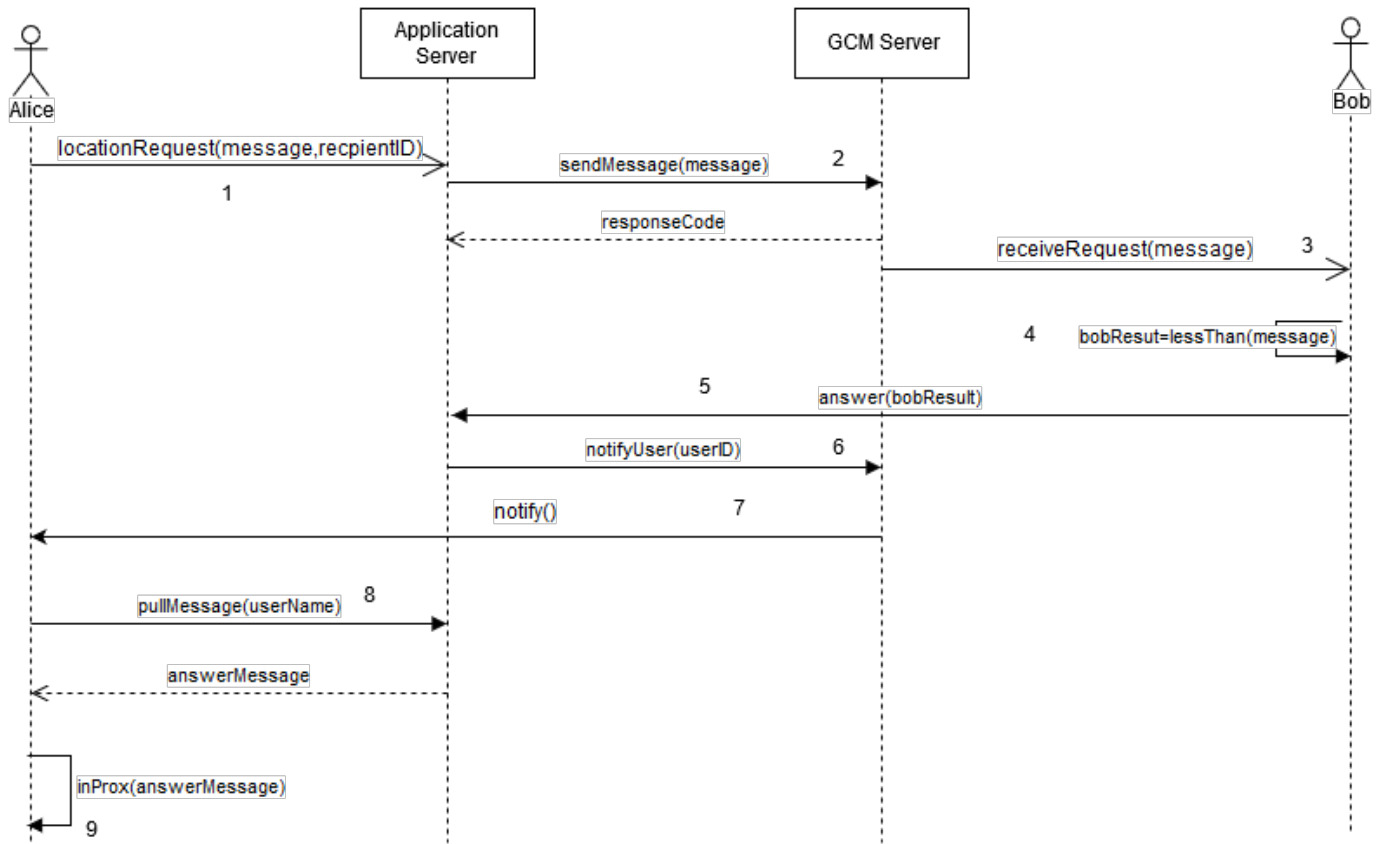 Application
Server
GCM Server
Alice
Bob
locationRequest(message,recpientID)
1
sendMessage(message)
2
responseCode
receiveRequest(message)
3
4
bobResut=lessThan(message)
5
answer(bobResult)
notifyUser(userID)
6
notify()
7
pullMessage(userName)
8
answerMessage
inProx(answerMessage)
9